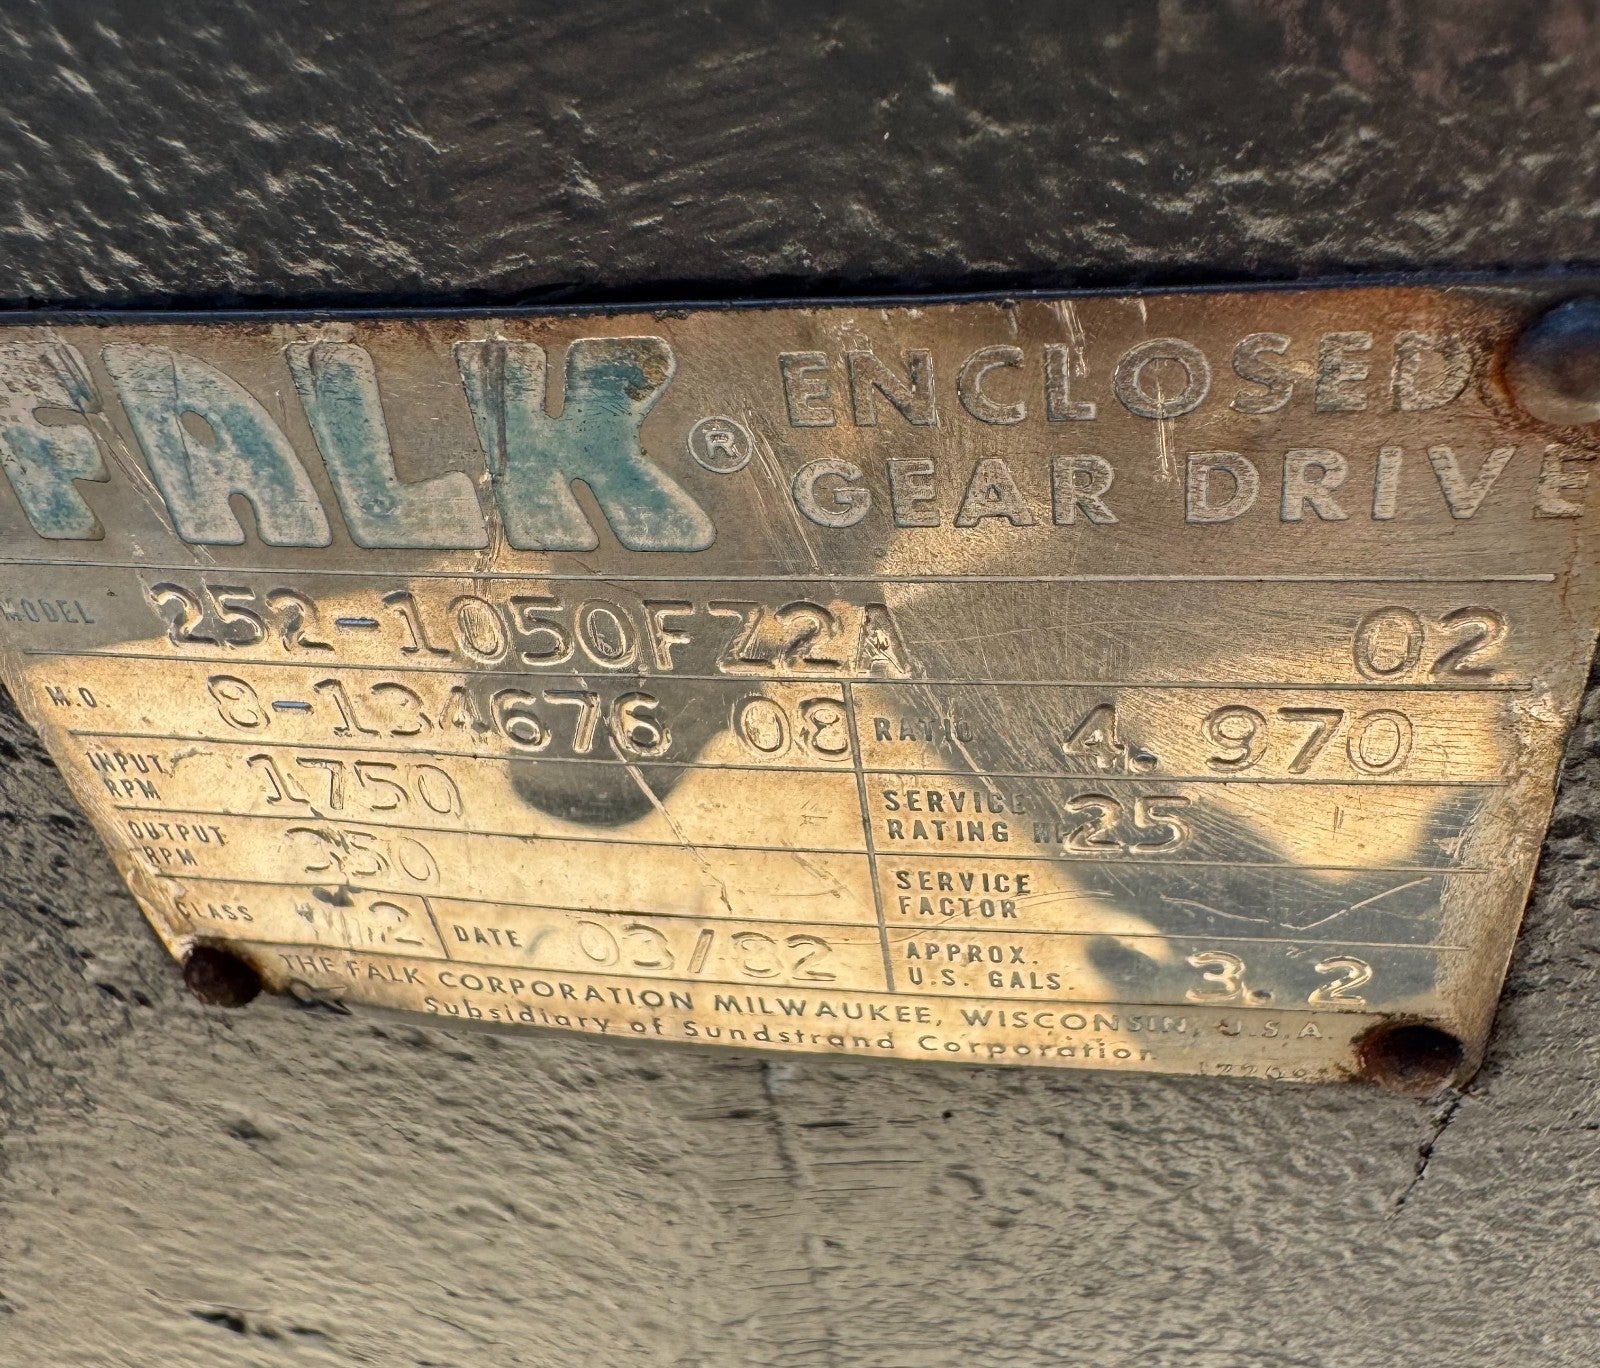 FALK® ENCLOSED
GEAR DRIVE
MODEL 252-1050FZ2A 02
M.O. 8-134676 08 RATIO 4.970
INPUT RPM 1750 SERVICE RATING HP 25
OUTPUT RPM 350 SERVICE FACTOR
CLASS 2 DATE 03/82 APPROX. U.S. GALS. 3.2
THE FALK CORPORATION MILWAUKEE, WISCONSIN, U.S.A.
Subsidiary of Sundstrand Corporation